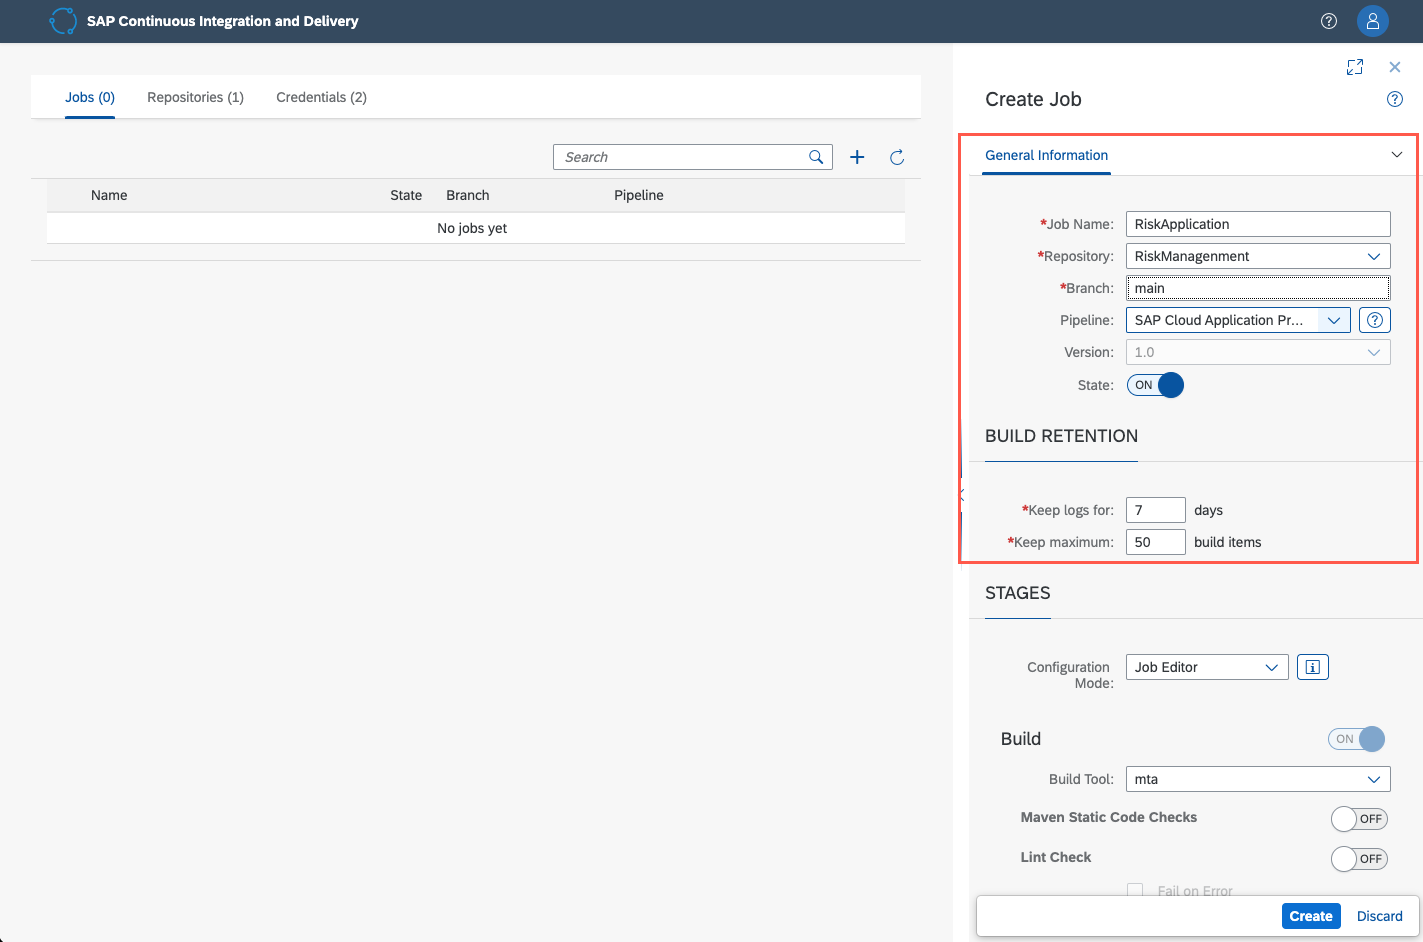 SAP Continuous Integration and Delivery
Jobs (0) Repositories (1) Credentials (2)
Search
Name State Branch Pipeline
No jobs yet
Create Job
General Information
*Job Name: RiskApplication
*Repository: RiskManagenment
*Branch: main
Pipeline: SAP Cloud Application Pr...
Version: 1.0
State: ON
BUILD RETENTION
*Keep logs for: 7 days
*Keep maximum: 50 build items
STAGES
Configuration Mode: Job Editor
Build ON
Build Tool: mta
Maven Static Code Checks OFF
Lint Check OFF
Fail on Error
Create Discard